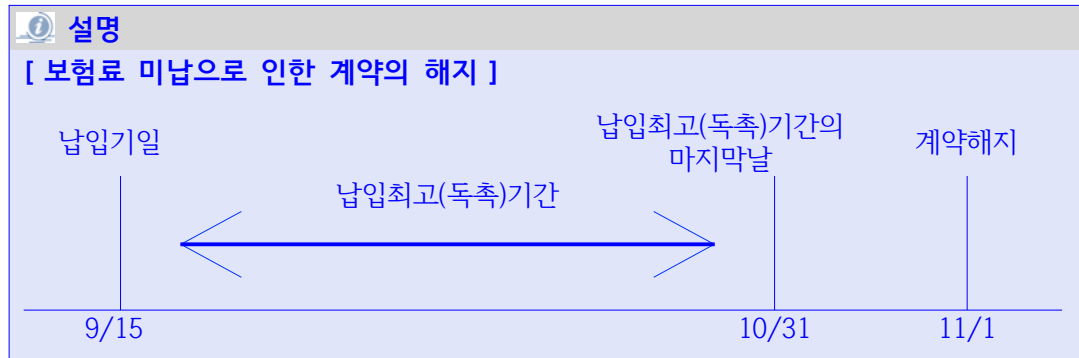 설명
[ 보험료 미납으로 인한 계약의 해지 ]
납입기일
납입최고(독촉)기간의
마지막날
계약해지
납입최고(독촉)기간
9/15
10/31
11/1